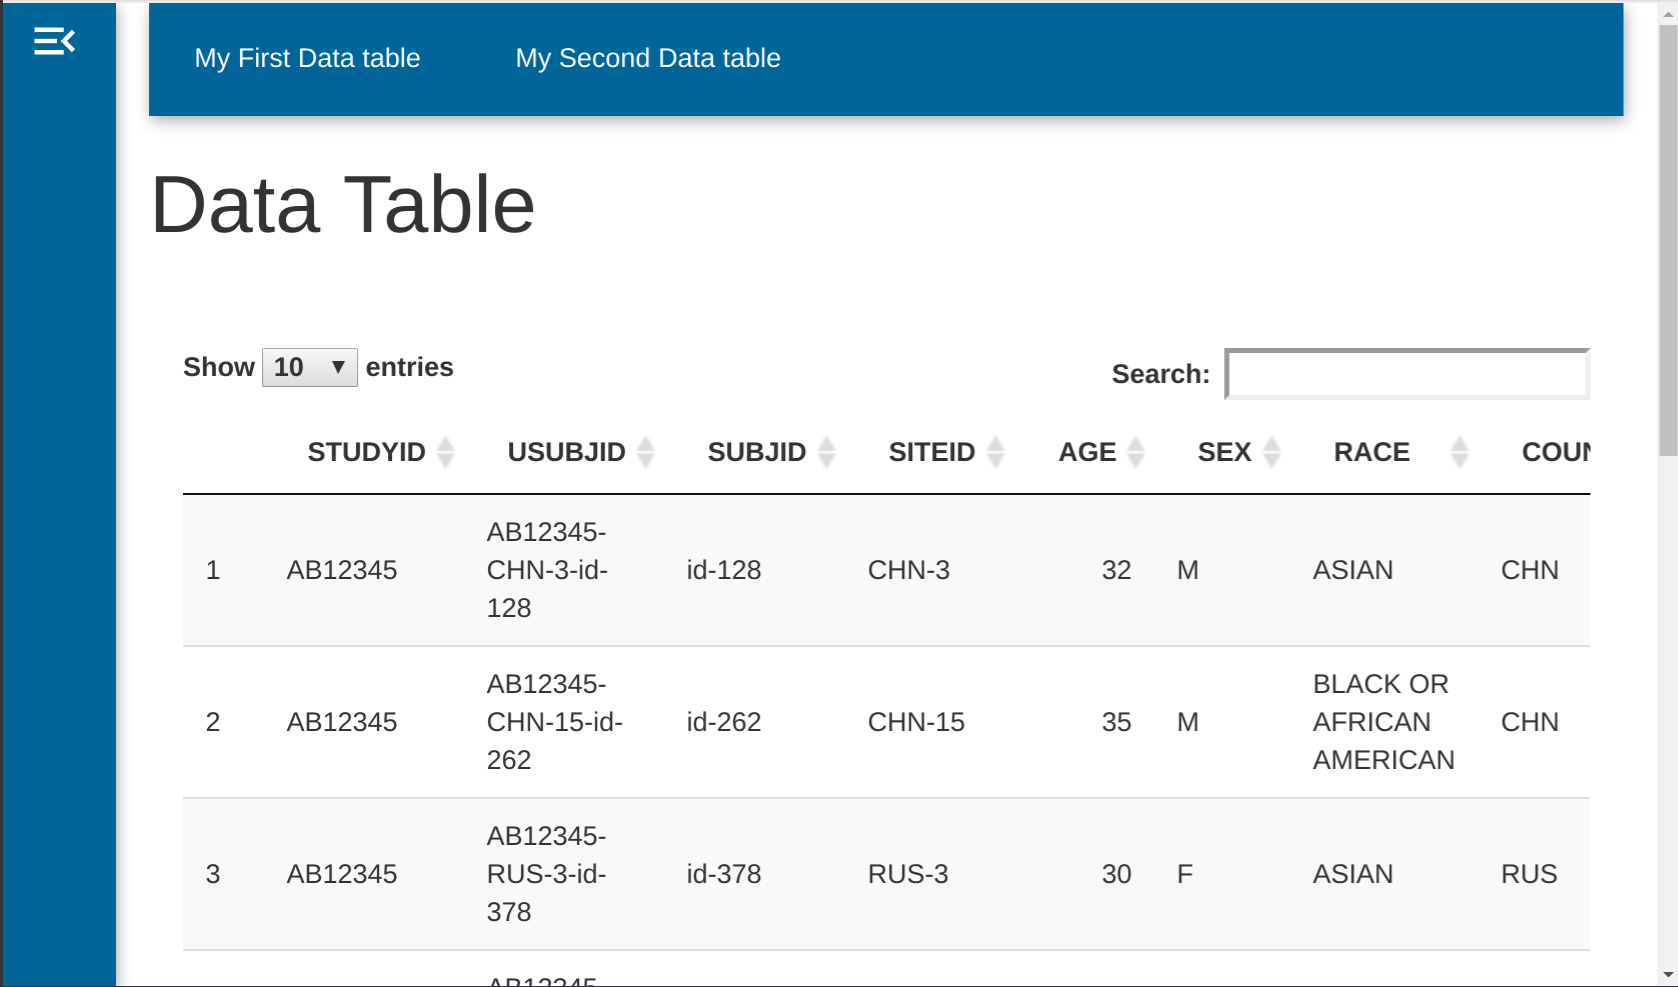 My First Data table My Second Data table
Data Table
Show 10 entries Search:
STUDYID USUBJID SUBJID SITEID AGE SEX RACE COUN
AB12345-
1 AB12345 CHN-3-id- id-128 CHN-3 32 M ASIAN CHN
128
AB12345- BLACK OR
2 AB12345 CHN-15-id- id-262 CHN-15 35 M AFRICAN CHN
262 AMERICAN
AB12345-
3 AB12345 RUS-3-id- id-378 RUS-3 30 F ASIAN RUS
378
AB12345-